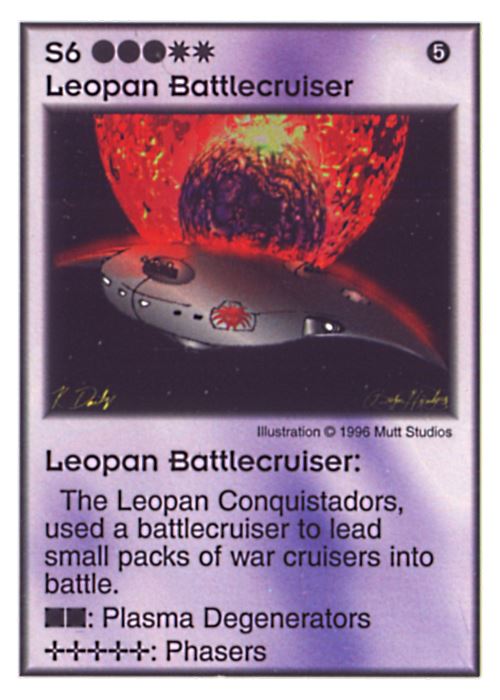 S6 ●●●✷✷ ❺
Leopan Battlecruiser
Illustration © 1996 Mutt Studios
Leopan Battlecruiser:
The Leopan Conquistadors,
used a battlecruiser to lead
small packs of war cruisers into
battle.
■■: Plasma Degenerators
✢✢✢✢✢: Phasers